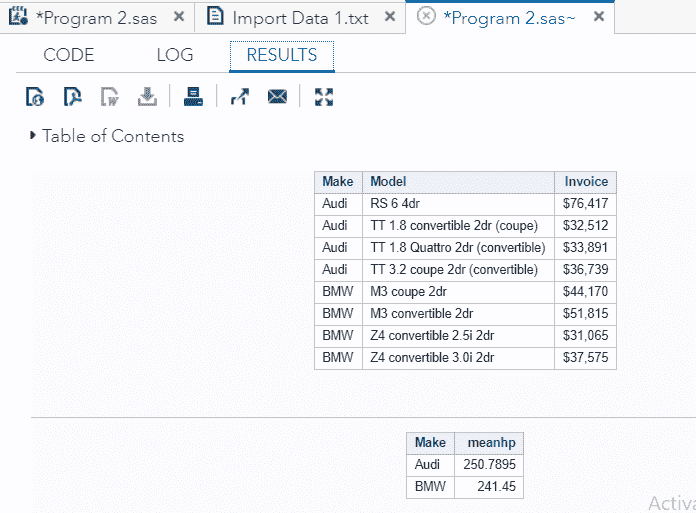 *Program 2.sas × Import Data 1.txt × *Program 2.sas~ ×
CODE LOG RESULTS
Table of Contents
Make Model Invoice
Audi RS 6 4dr $76,417
Audi TT 1.8 convertible 2dr (coupe) $32,512
Audi TT 1.8 Quattro 2dr (convertible) $33,891
Audi TT 3.2 coupe 2dr (convertible) $36,739
BMW M3 coupe 2dr $44,170
BMW M3 convertible 2dr $51,815
BMW Z4 convertible 2.5i 2dr $31,065
BMW Z4 convertible 3.0i 2dr $37,575
Make meanhp
Audi 250.7895
BMW 241.45
Activa